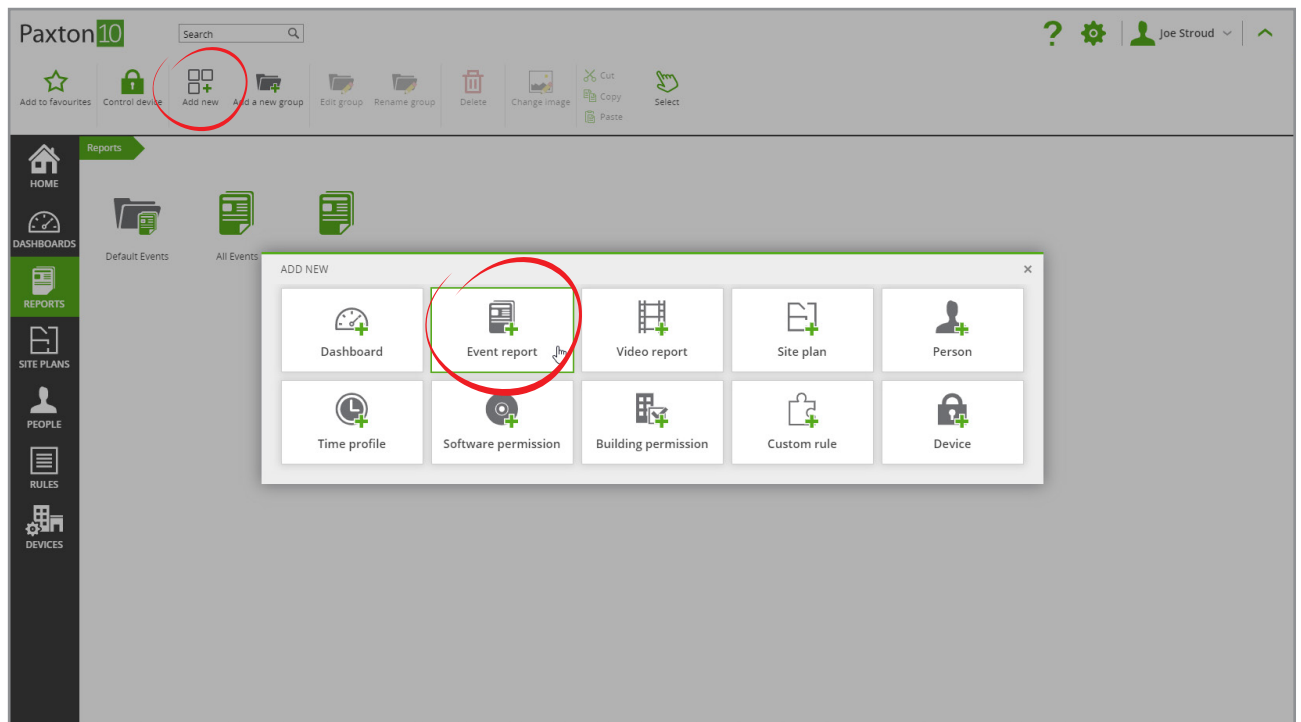 Paxton10
Search
Joe Stroud
Add to favourites
Control device
Add new
Add a new group
Edit group
Rename group
Delete
Change image
Cut
Copy
Paste
Select
Reports
HOME
DASHBOARDS
REPORTS
SITE PLANS
PEOPLE
RULES
DEVICES
Default Events
All Events
ADD NEW
Dashboard
Event report
Video report
Site plan
Person
Time profile
Software permission
Building permission
Custom rule
Device